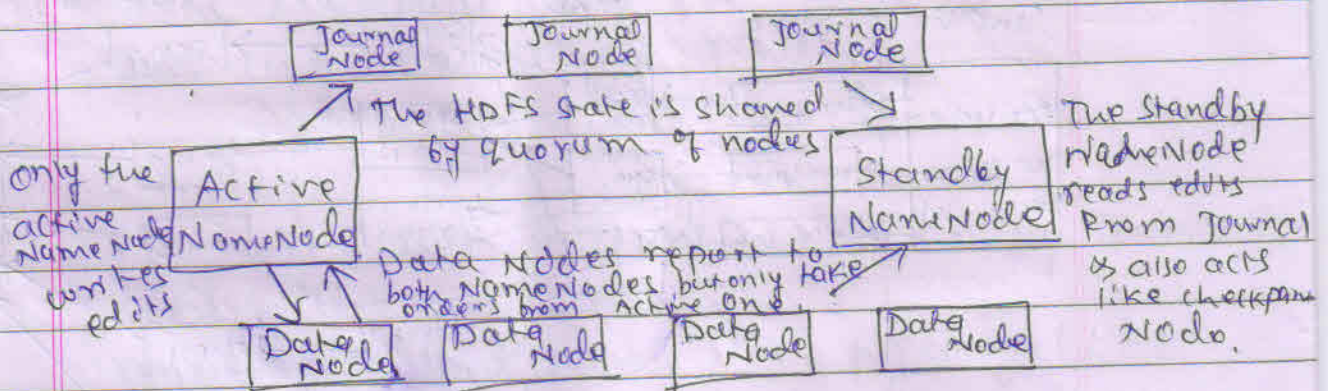 Journal Node
Journal Node
Journal Node
The HDFS state is shared
by quorum of nodes
Only the
active
Name Node
writes
edits
Active
NameNode
Standby
NameNode
The Standby
NameNode
reads edits
From Journal
& also acts
like checkpoint
Node.
Data Nodes report to
both NameNodes but only take
orders from Active One
Data Node
Data Node
Data Node
Data Node